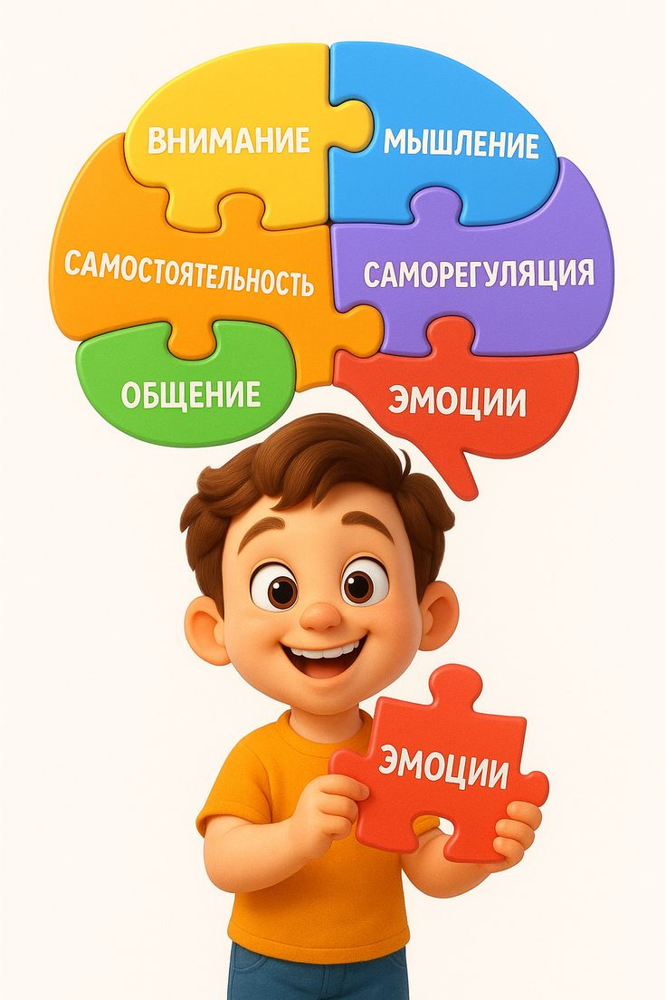 ВНИМАНИЕ
МЫШЛЕНИЕ
САМОСТОЯТЕЛЬНОСТЬ
САМОРЕГУЛЯЦИЯ
ОБЩЕНИЕ
ЭМОЦИИ
ЭМОЦИИ